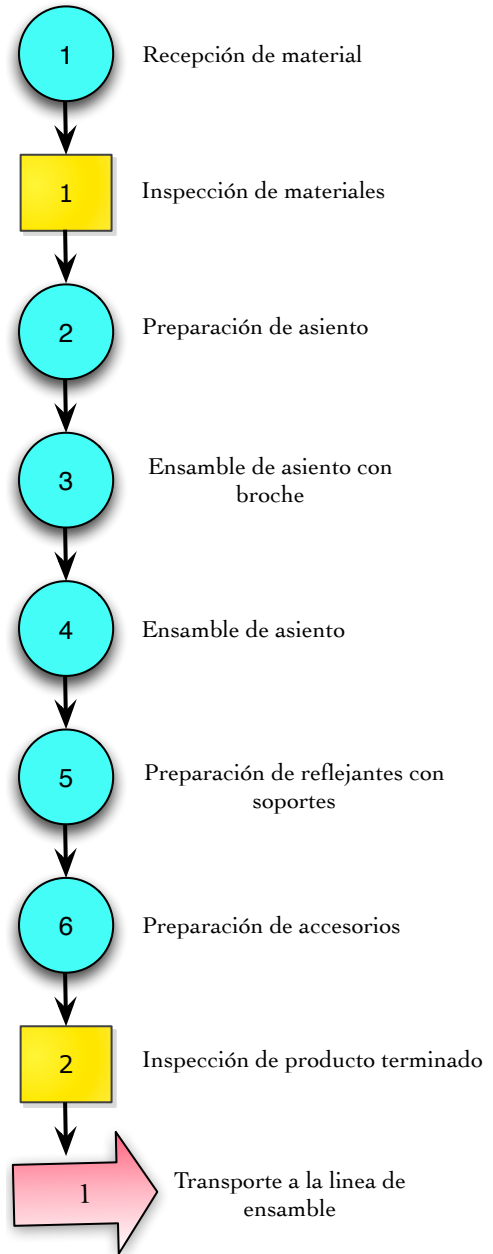 1
Recepción de material
1
Inspección de materiales
2
Preparación de asiento
3
Ensamble de asiento con
broche
4
Ensamble de asiento
5
Preparación de reflejantes con
soportes
6
Preparación de accesorios
2
Inspección de producto terminado
1
Transporte a la linea de
ensamble